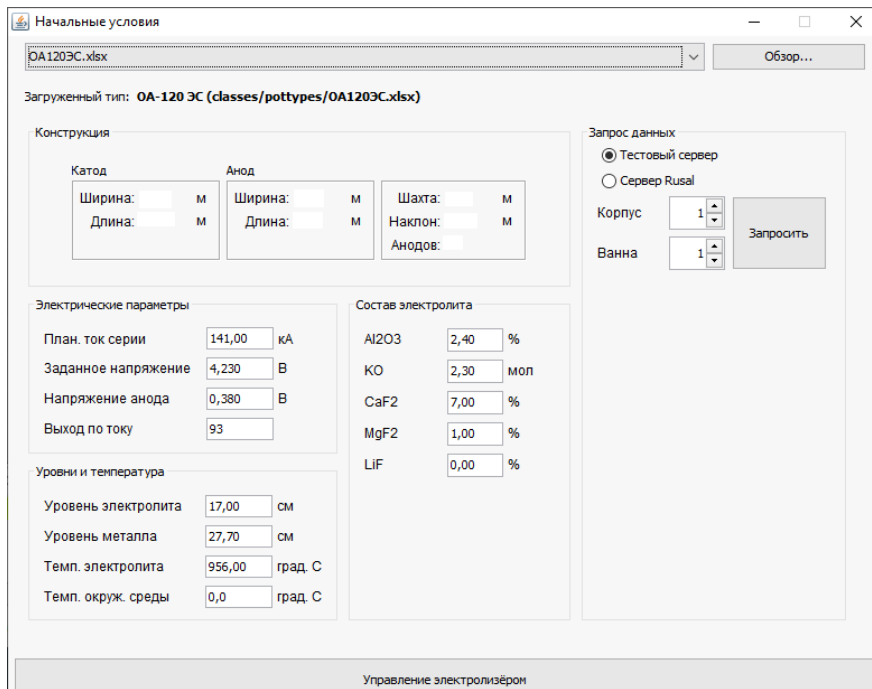 Начальные условия
ОА120ЭС.xlsx
Обзор...
Загруженный тип: ОА-120 ЭС (classes/pottypes/ОА120ЭС.xlsx)
Конструкция
Катод
Ширина: м
Длина: м
Анод
Ширина: м
Длина: м
Шахта: м
Наклон: м
Анодов:
Запрос данных
Тестовый сервер
Сервер Rusal
Корпус 1
Ванна 1
Запросить
Электрические параметры
План. ток серии 141,00 кА
Заданное напряжение 4,230 В
Напряжение анода 0,380 В
Выход по току 93
Состав электролита
Al2O3 2,40 %
КО 2,30 мол
CaF2 7,00 %
MgF2 1,00 %
LiF 0,00 %
Уровни и температура
Уровень электролита 17,00 см
Уровень металла 27,70 см
Темп. электролита 956,00 град. С
Темп. окруж. среды 0,0 град. С
Управление электролизёром